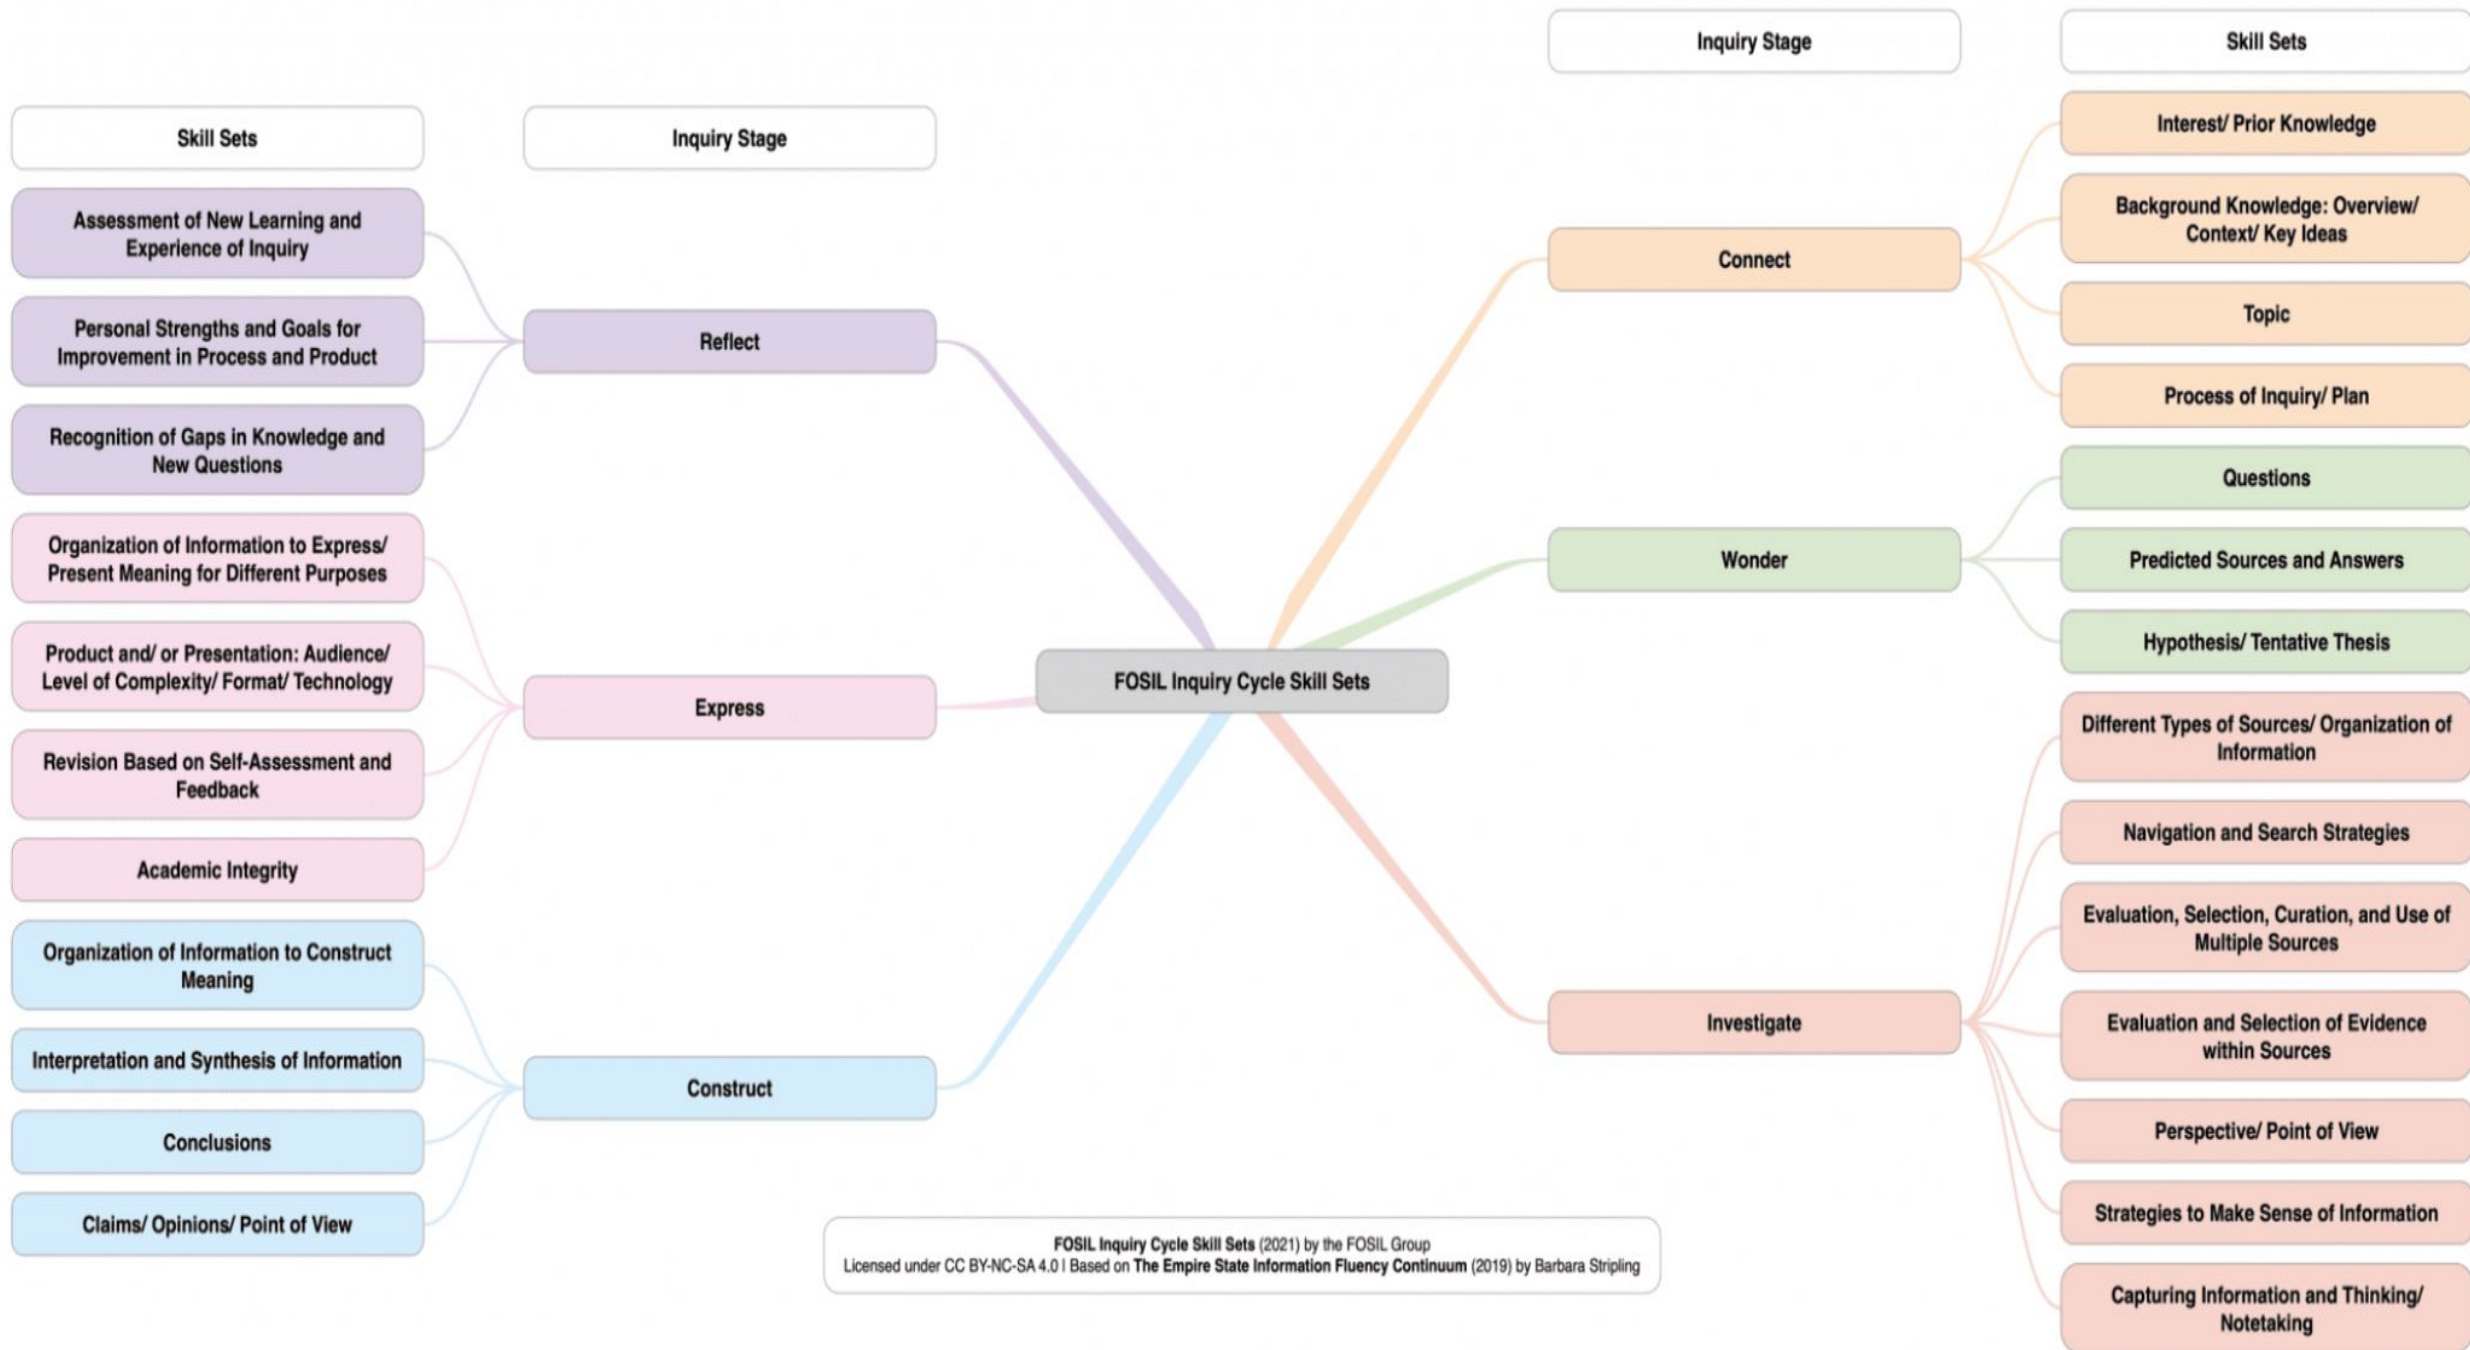 Skill Sets
Inquiry Stage
Assessment of New Learning and
Experience of Inquiry
Personal Strengths and Goals for
Improvement in Process and Product
Recognition of Gaps in Knowledge and
New Questions
Reflect
Organization of Information to Express/
Present Meaning for Different Purposes
Product and/ or Presentation: Audience/
Level of Complexity/ Format/ Technology
Revision Based on Self-Assessment and
Feedback
Academic Integrity
Express
Organization of Information to Construct
Meaning
Interpretation and Synthesis of Information
Conclusions
Claims/ Opinions/ Point of View
Construct
FOSIL Inquiry Cycle Skill Sets
Inquiry Stage
Skill Sets
Connect
Interest/ Prior Knowledge
Background Knowledge: Overview/
Context/ Key Ideas
Topic
Process of Inquiry/ Plan
Wonder
Questions
Predicted Sources and Answers
Hypothesis/ Tentative Thesis
Investigate
Different Types of Sources/ Organization of
Information
Navigation and Search Strategies
Evaluation, Selection, Curation, and Use of
Multiple Sources
Evaluation and Selection of Evidence
within Sources
Perspective/ Point of View
Strategies to Make Sense of Information
Capturing Information and Thinking/
Notetaking
FOSIL Inquiry Cycle Skill Sets (2021) by the FOSIL Group
Licensed under CC BY-NC-SA 4.0 | Based on The Empire State Information Fluency Continuum (2019) by Barbara Stripling